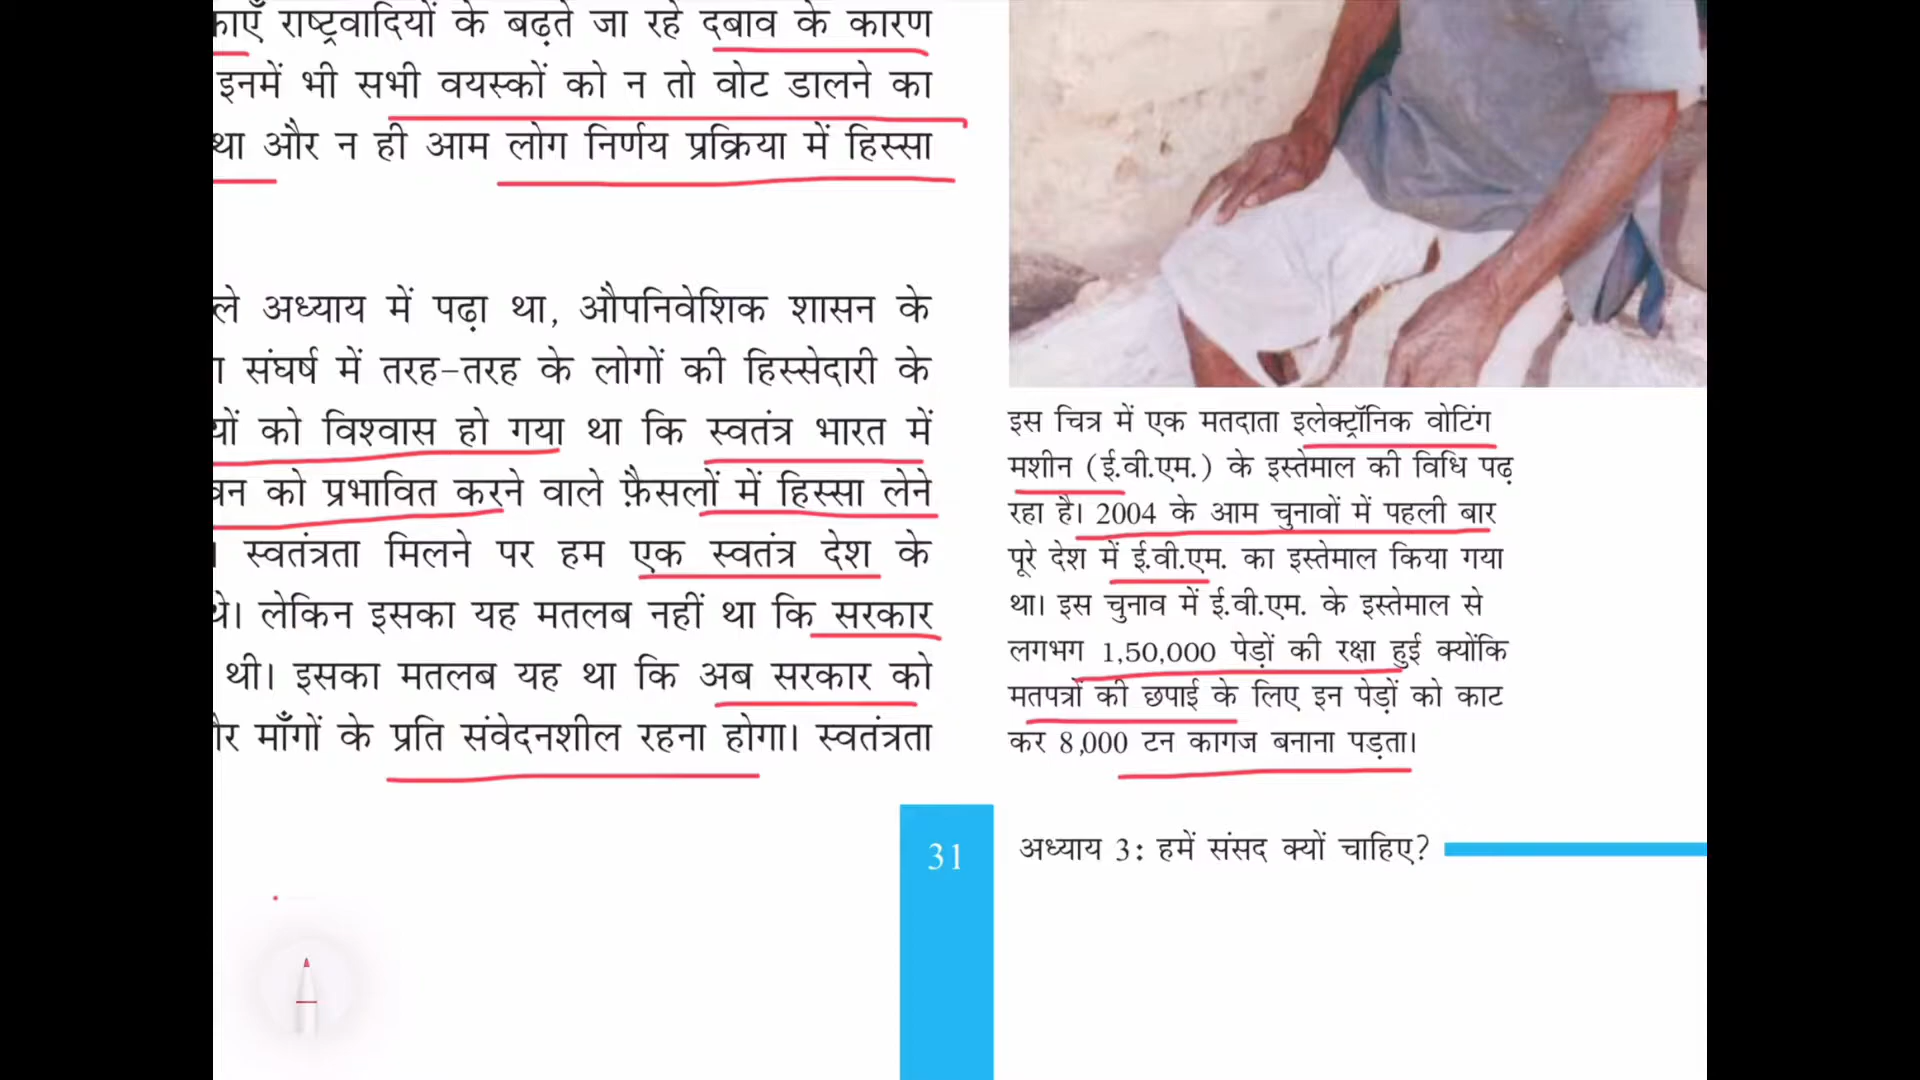 राष्ट्रवादियों के बढ़ते जा रहे दबाव के कारण
इनमें भी सभी वयस्कों को न तो वोट डालने का
था और न ही आम लोग निर्णय प्रक्रिया में हिस्सा
अध्याय में पढ़ा था, औपनिवेशिक शासन के
संघर्ष में तरह-तरह के लोगों की हिस्सेदारी के
को विश्वास हो गया था कि स्वतंत्र भारत में
को प्रभावित करने वाले फ़ैसलों में हिस्सा लेने
स्वतंत्रता मिलने पर हम एक स्वतंत्र देश के
लेकिन इसका यह मतलब नहीं था कि सरकार
थी। इसका मतलब यह था कि अब सरकार को
माँगों के प्रति संवेदनशील रहना होगा। स्वतंत्रता
इस चित्र में एक मतदाता इलेक्ट्रॉनिक वोटिंग
मशीन (ई.वी.एम.) के इस्तेमाल की विधि पढ़
रहा है। 2004 के आम चुनावों में पहली बार
पूरे देश में ई.वी.एम. का इस्तेमाल किया गया
था। इस चुनाव में ई.वी.एम. के इस्तेमाल से
लगभग 1,50,000 पेड़ों की रक्षा हुई क्योंकि
मतपत्रों की छपाई के लिए इन पेड़ों को काट
कर 8,000 टन कागज बनाना पड़ता।
31 अध्याय 3: हमें संसद क्यों चाहिए?